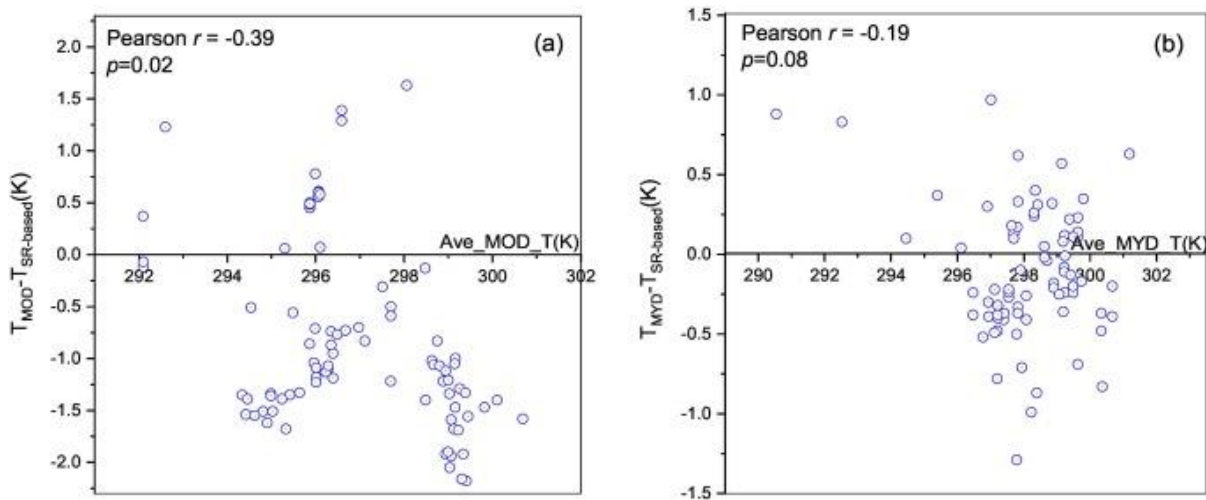 Pearson r = -0.39
p=0.02
(a)
2.0
1.5
1.0
0.5
0.0
-0.5
-1.0
-1.5
-2.0
T_MOD-T_SR-based(K)
Ave_MOD_T(K)
292 294 296 298 300 302
Pearson r = -0.19
p=0.08
(b)
1.5
1.0
0.5
0.0
-0.5
-1.0
-1.5
T_MYD-T_SR-based(K)
Ave_MYD_T(K)
290 292 294 296 298 300 302